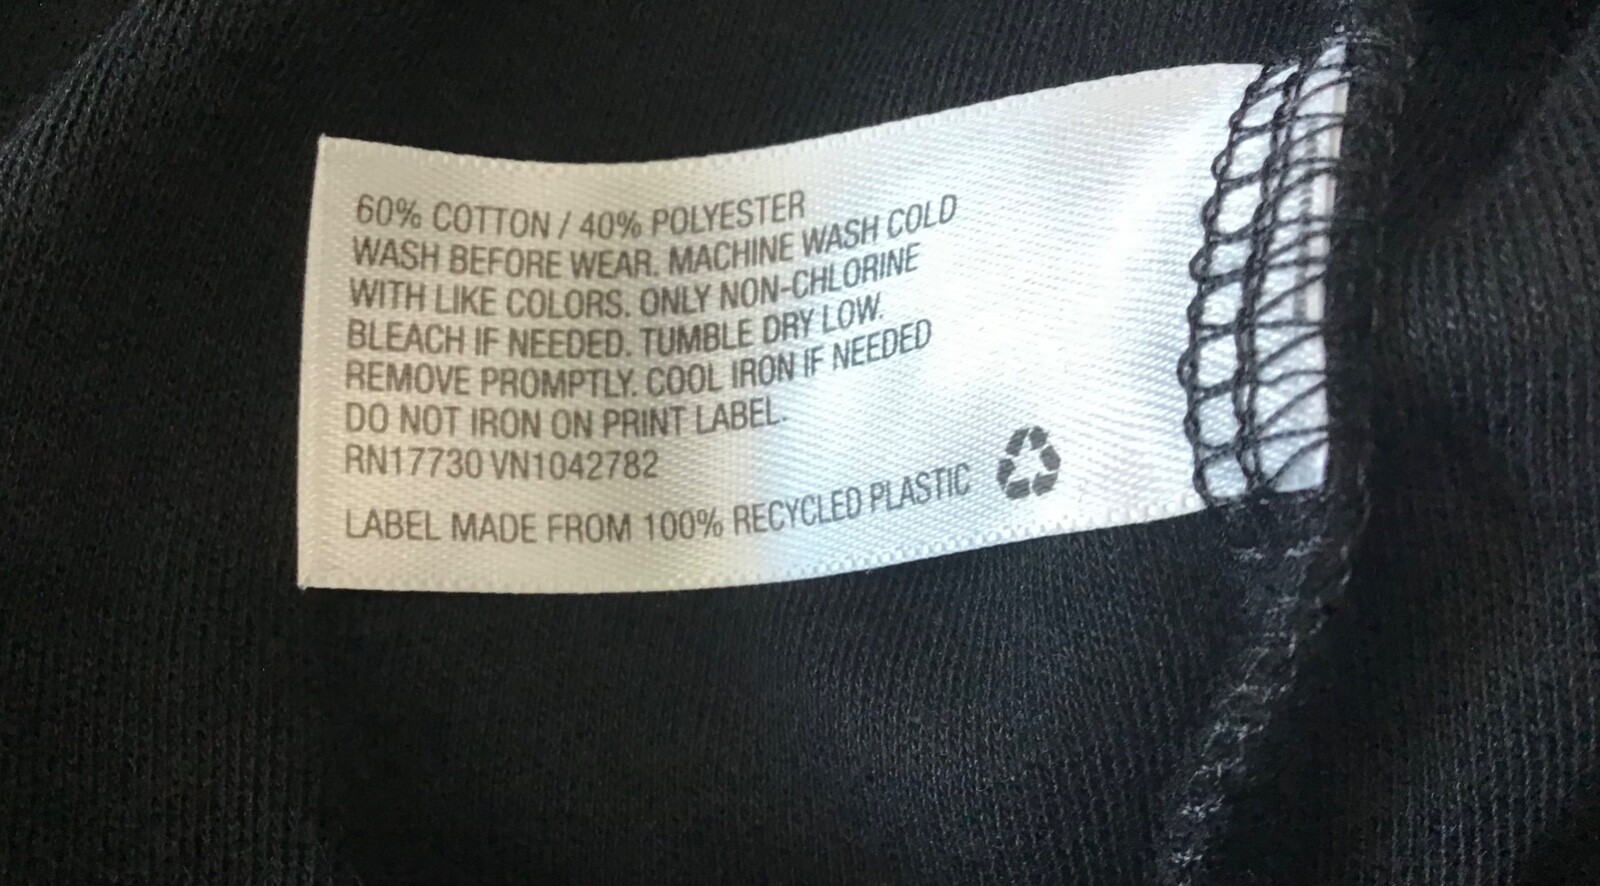 60% COTTON / 40% POLYESTER
WASH BEFORE WEAR. MACHINE WASH COLD
WITH LIKE COLORS. ONLY NON-CHLORINE
BLEACH IF NEEDED. TUMBLE DRY LOW.
REMOVE PROMPTLY. COOL IRON IF NEEDED
DO NOT IRON ON PRINT LABEL.
RN17730 VN1042782
LABEL MADE FROM 100% RECYCLED PLASTIC